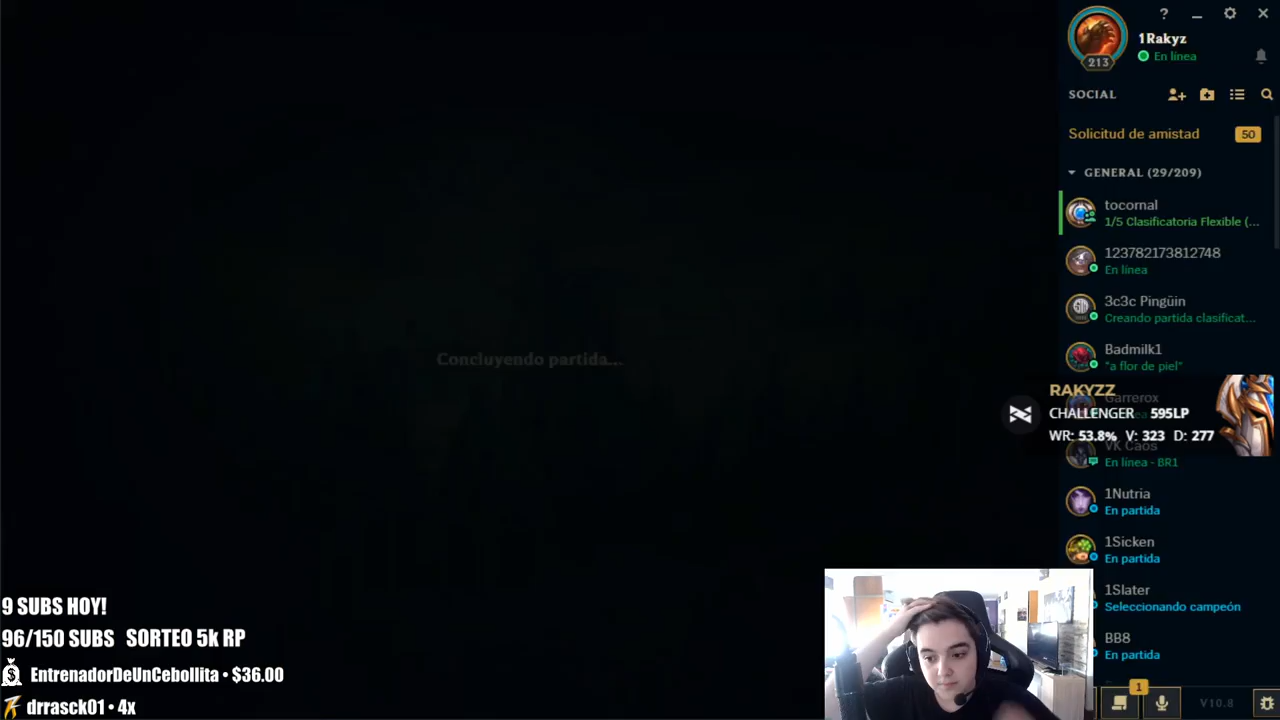 ?
1Rakyz
En línea
213
SOCIAL
Solicitud de amistad 50
GENERAL (29/209)
tocornal
1/5 Clasificatoria Flexible (...
123782173812748
En línea
3c3c Pingüin
Creando partida clasificat...
Concluyendo partida...
Badmilk1
"a flor de piel"
RAKYZZ
Garrerox
CHALLENGER 595LP
WR: 53.8% V: 323 D: 277
VK Caos
En línea - BR1
1Nutria
En partida
1Sicken
En partida
1Slater
Seleccionando campeón
BB8
En partida
9 SUBS HOY!
96/150 SUBS SORTEO 5k RP
EntrenadorDeUnCebollita • $36.00
drrasck01 • 4x
1
V10.8